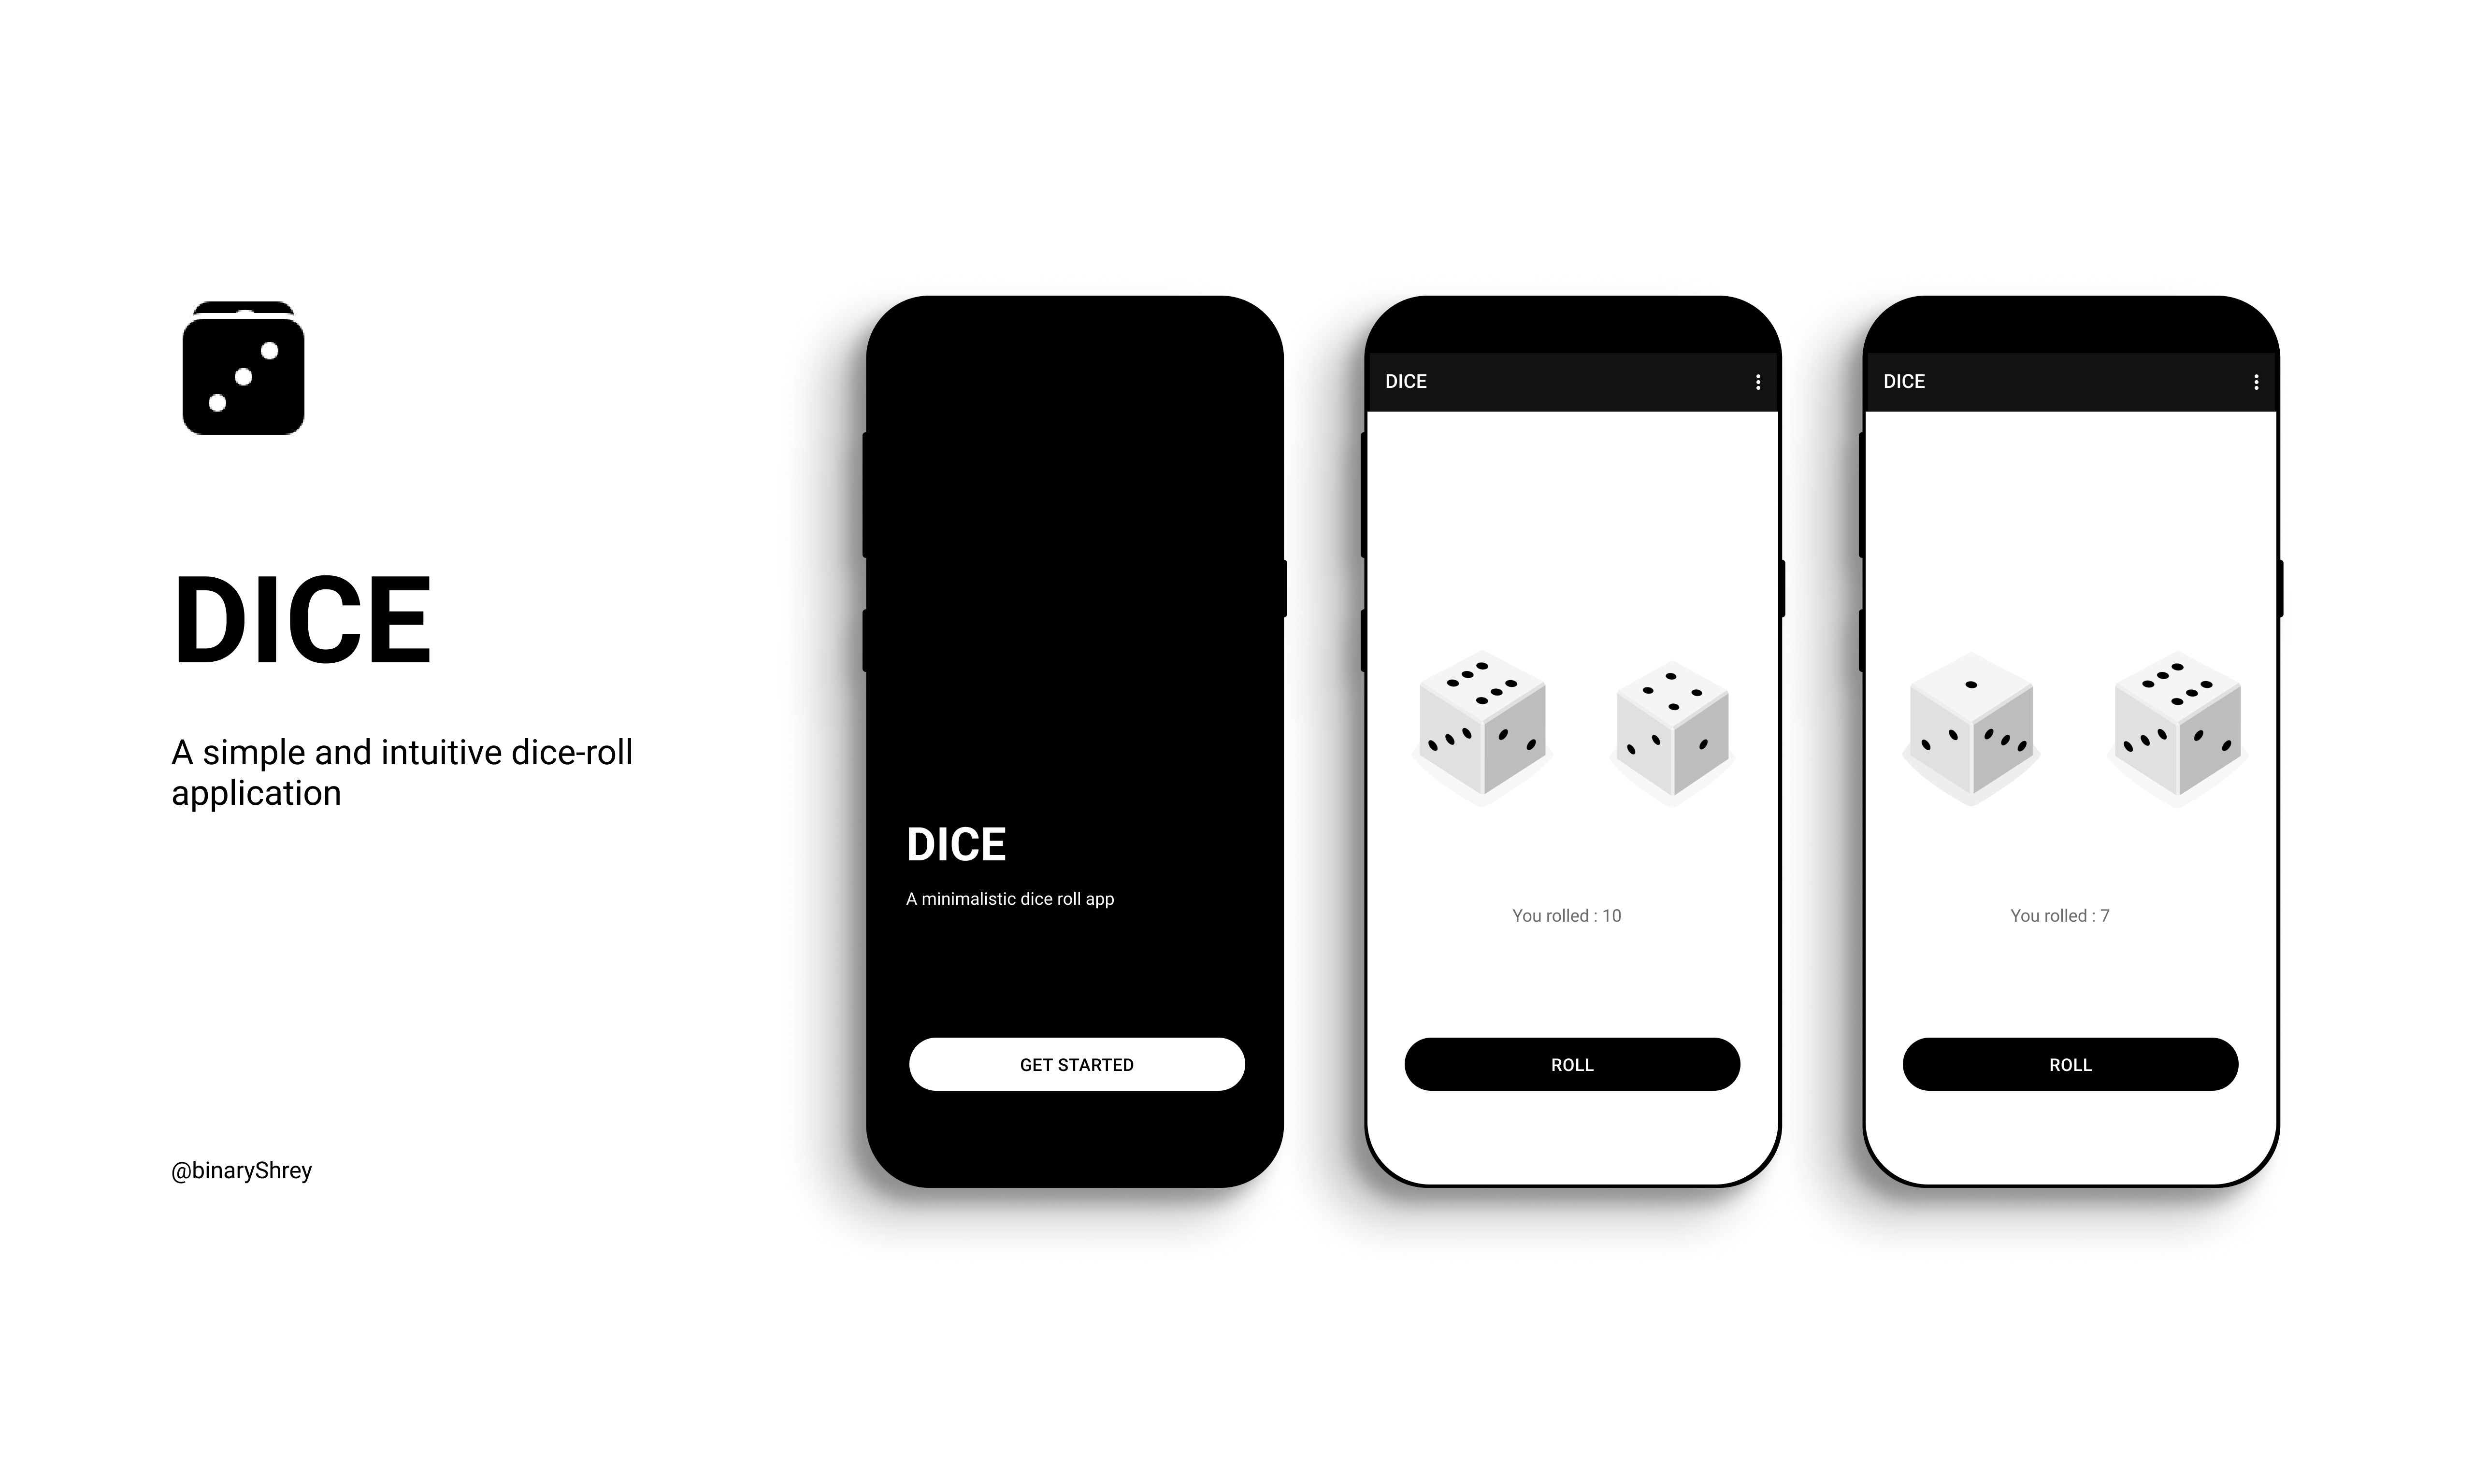 DICE
A simple and intuitive dice-roll
application
@binaryShrey
DICE
A minimalistic dice roll app
GET STARTED
DICE
You rolled : 10
ROLL
DICE
You rolled : 7
ROLL